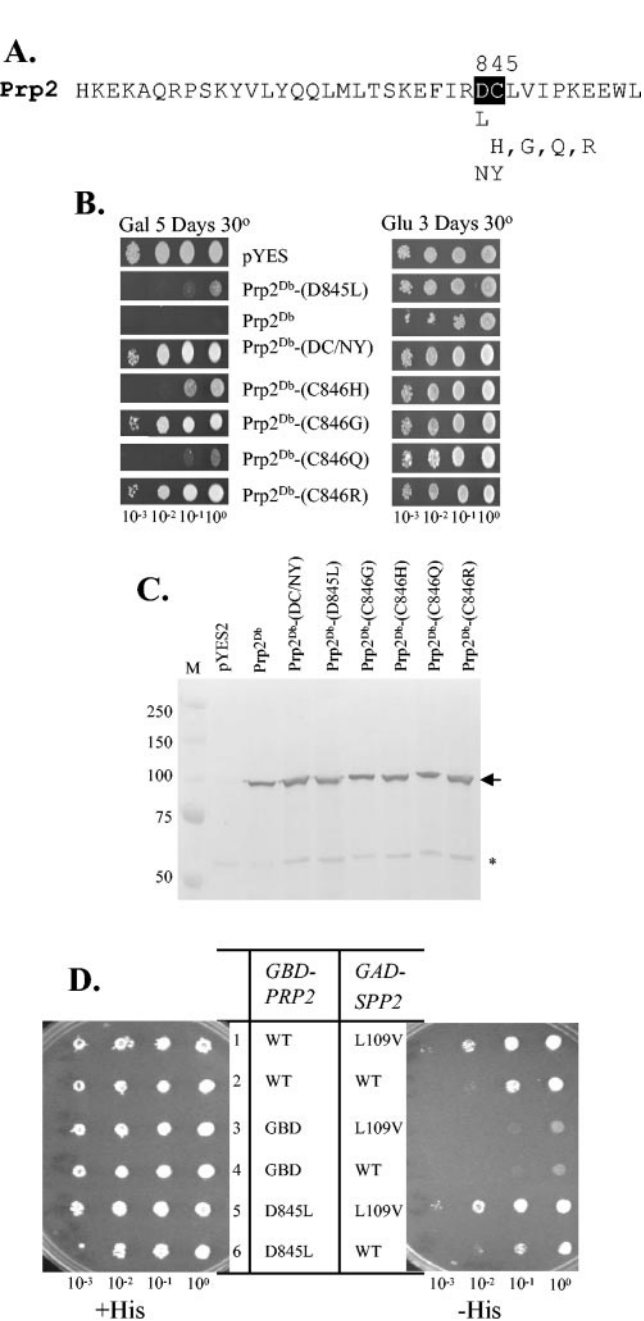 A.
845
Prp2 HKEKAQRPSKYVLYQQLMLTSKEFIRDCLVIPKEEWL
L
H,G,Q,R
NY
B.
Gal 5 Days 30º Glu 3 Days 30º
pYES
Prp2ᴰᵇ-(D845L)
Prp2ᴰᵇ
Prp2ᴰᵇ-(DC/NY)
Prp2ᴰᵇ-(C846H)
Prp2ᴰᵇ-(C846G)
Prp2ᴰᵇ-(C846Q)
Prp2ᴰᵇ-(C846R)
10⁻³ 10⁻² 10⁻¹ 10⁰ 10⁻³ 10⁻² 10⁻¹ 10⁰
C.
M pYES2 Prp2ᴰᵇ Prp2ᴰᵇ-(DC/NY) Prp2ᴰᵇ-(D845L) Prp2ᴰᵇ-(C846G) Prp2ᴰᵇ-(C846H) Prp2ᴰᵇ-(C846Q) Prp2ᴰᵇ-(C846R)
250
150
100
75
*
50
D.
GBD-PRP2 GAD-SPP2
1 WT L109V
2 WT WT
3 GBD L109V
4 GBD WT
5 D845L L109V
6 D845L WT
10⁻³ 10⁻² 10⁻¹ 10⁰ 10⁻³ 10⁻² 10⁻¹ 10⁰
+His -His